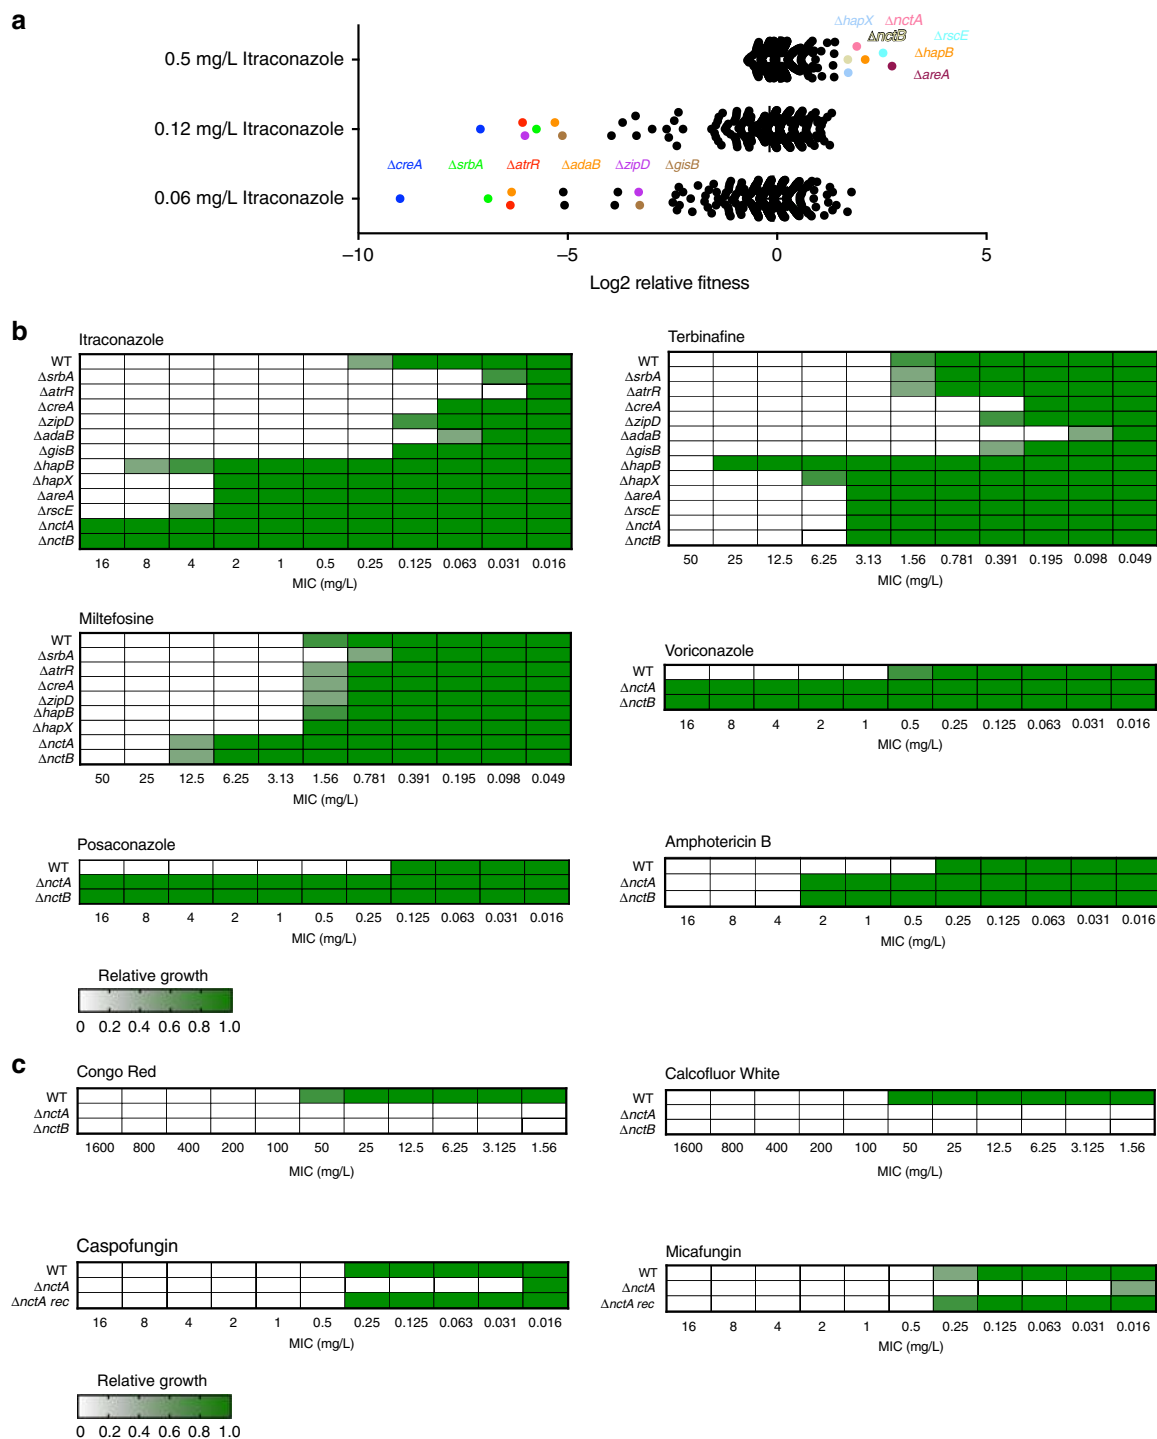 a
ΔhapX ΔnctA
ΔnctB ΔrscE
0.5 mg/L Itraconazole
ΔhapB
ΔareA
0.12 mg/L Itraconazole
ΔcreA ΔsrbA ΔatrR ΔadaB ΔzipD ΔgisB
0.06 mg/L Itraconazole
−10 −5 0 5
Log2 relative fitness
b
Itraconazole
WT
ΔsrbA
ΔatrR
ΔcreA
ΔzipD
ΔadaB
ΔgisB
ΔhapB
ΔhapX
ΔareA
ΔrscE
ΔnctA
ΔnctB
16 8 4 2 1 0.5 0.25 0.125 0.063 0.031 0.016
MIC (mg/L)
Terbinafine
WT
ΔsrbA
ΔatrR
ΔcreA
ΔzipD
ΔadaB
ΔgisB
ΔhapB
ΔhapX
ΔareA
ΔrscE
ΔnctA
ΔnctB
50 25 12.5 6.25 3.13 1.56 0.781 0.391 0.195 0.098 0.049
MIC (mg/L)
Miltefosine
WT
ΔsrbA
ΔatrR
ΔcreA
ΔzipD
ΔhapB
ΔhapX
ΔnctA
ΔnctB
50 25 12.5 6.25 3.13 1.56 0.781 0.391 0.195 0.098 0.049
MIC (mg/L)
Voriconazole
WT
ΔnctA
ΔnctB
16 8 4 2 1 0.5 0.25 0.125 0.063 0.031 0.016
MIC (mg/L)
Posaconazole
WT
ΔnctA
ΔnctB
16 8 4 2 1 0.5 0.25 0.125 0.063 0.031 0.016
MIC (mg/L)
Amphotericin B
WT
ΔnctA
ΔnctB
16 8 4 2 1 0.5 0.25 0.125 0.063 0.031 0.016
MIC (mg/L)
Relative growth
0 0.2 0.4 0.6 0.8 1.0
c
Congo Red
WT
ΔnctA
ΔnctB
1600 800 400 200 100 50 25 12.5 6.25 3.125 1.56
MIC (mg/L)
Calcofluor White
WT
ΔnctA
ΔnctB
1600 800 400 200 100 50 25 12.5 6.25 3.125 1.56
MIC (mg/L)
Caspofungin
WT
ΔnctA
ΔnctA rec
16 8 4 2 1 0.5 0.25 0.125 0.063 0.031 0.016
MIC (mg/L)
Micafungin
WT
ΔnctA
ΔnctA rec
16 8 4 2 1 0.5 0.25 0.125 0.063 0.031 0.016
MIC (mg/L)
Relative growth
0 0.2 0.4 0.6 0.8 1.0